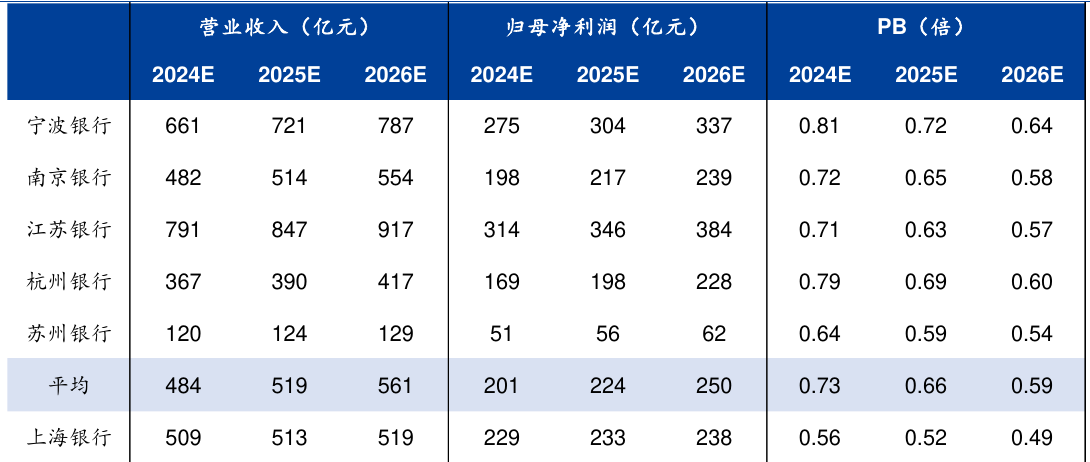 营业收入（亿元） 归母净利润（亿元） PB（倍）
2024E 2025E 2026E 2024E 2025E 2026E 2024E 2025E 2026E
宁波银行 661 721 787 275 304 337 0.81 0.72 0.64
南京银行 482 514 554 198 217 239 0.72 0.65 0.58
江苏银行 791 847 917 314 346 384 0.71 0.63 0.57
杭州银行 367 390 417 169 198 228 0.79 0.69 0.60
苏州银行 120 124 129 51 56 62 0.64 0.59 0.54
平均 484 519 561 201 224 250 0.73 0.66 0.59
上海银行 509 513 519 229 233 238 0.56 0.52 0.49